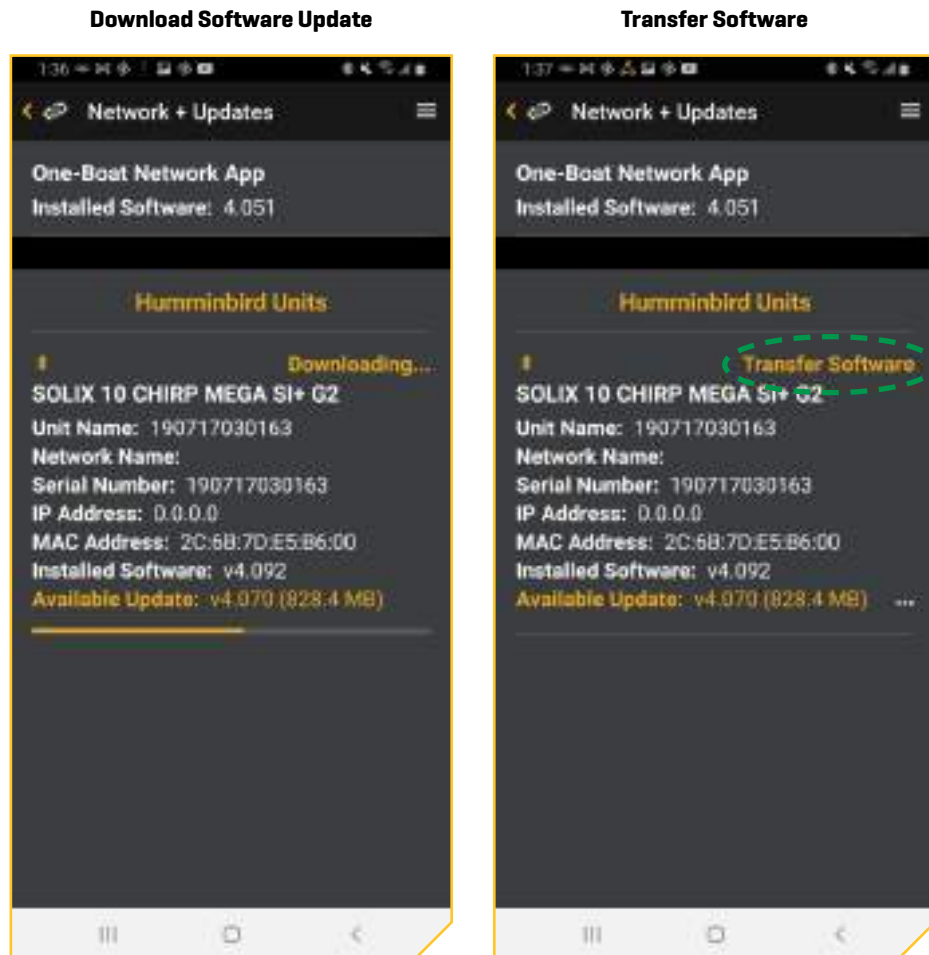 Download Software Update
1:36
Network + Updates
One-Boat Network App
Installed Software: 4.051
Humminbird Units
Downloading...
SOLIX 10 CHIRP MEGA SI+ G2
Unit Name: 190717030163
Network Name:
Serial Number: 190717030163
IP Address: 0.0.0.0
MAC Address: 2C:6B:7D:E5:B6:00
Installed Software: v4.092
Available Update: v4.070 (828.4 MB)
Transfer Software
1:37
Network + Updates
One-Boat Network App
Installed Software: 4.051
Humminbird Units
Transfer Software
SOLIX 10 CHIRP MEGA SI+ G2
Unit Name: 190717030163
Network Name:
Serial Number: 190717030163
IP Address: 0.0.0.0
MAC Address: 2C:6B:7D:E5:B6:00
Installed Software: v4.092
Available Update: v4.070 (828.4 MB) ...